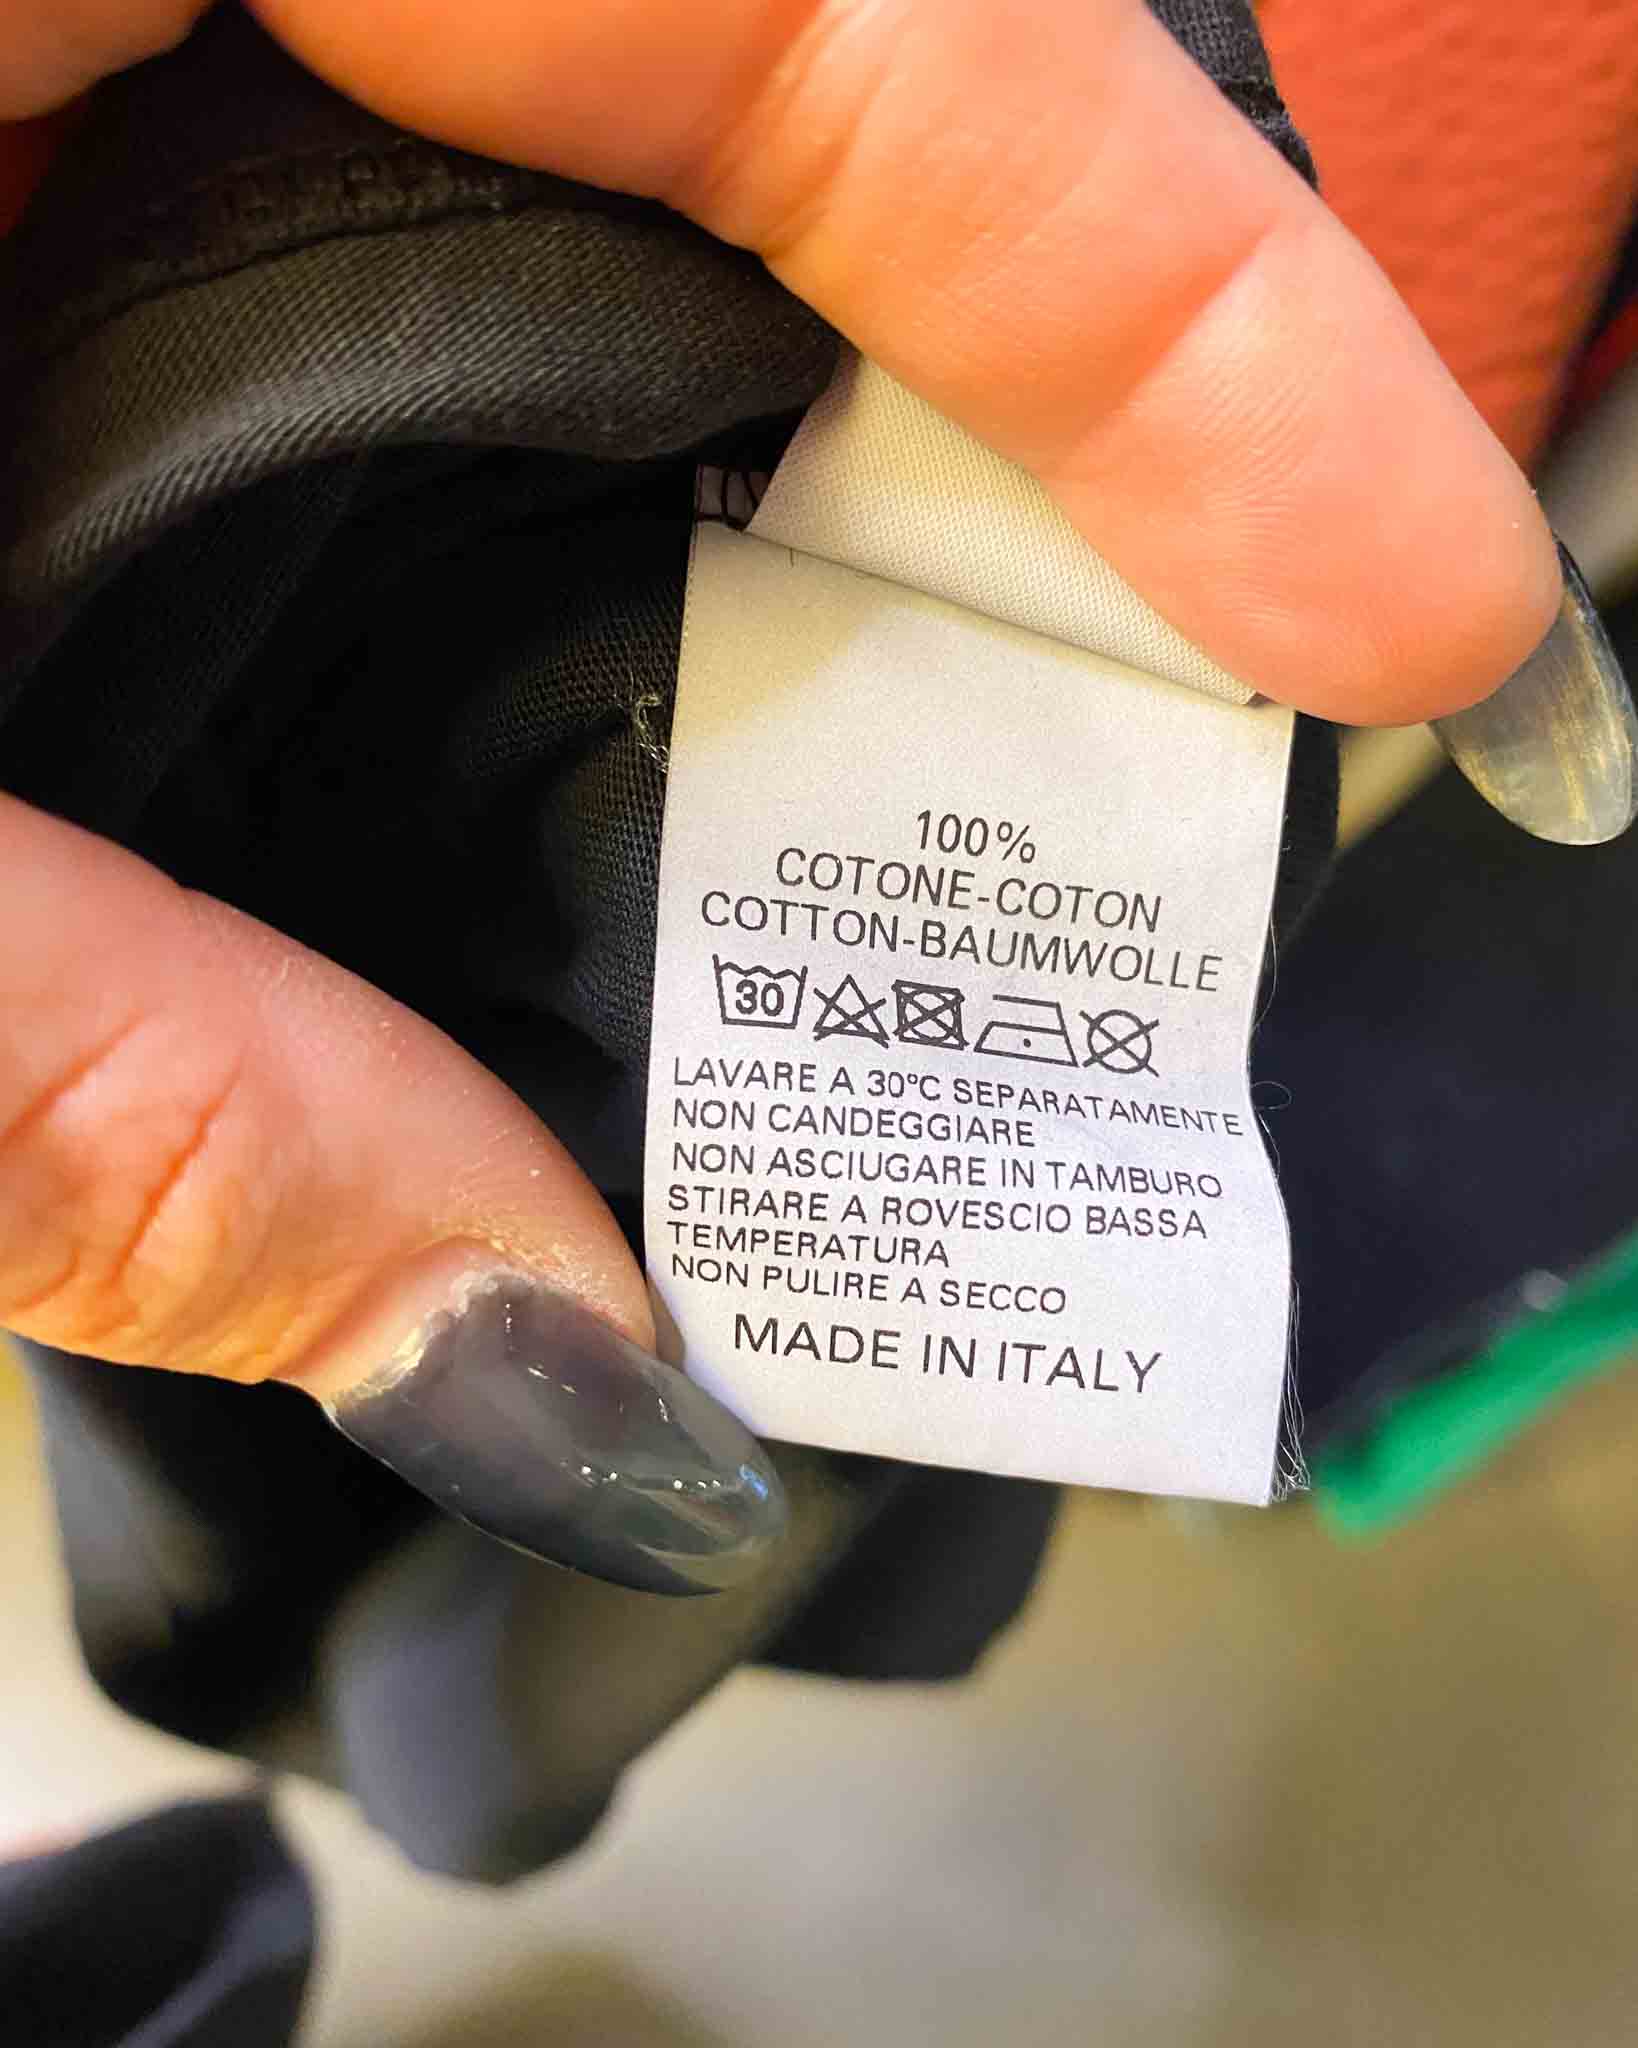 100%
COTONE-COTON
COTTON-BAUMWOLLE
30
LAVARE A 30°C SEPARATAMENTE
NON CANDEGGIARE
NON ASCIUGARE IN TAMBURO
STIRARE A ROVESCIO BASSA
TEMPERATURA
NON PULIRE A SECCO
MADE IN ITALY